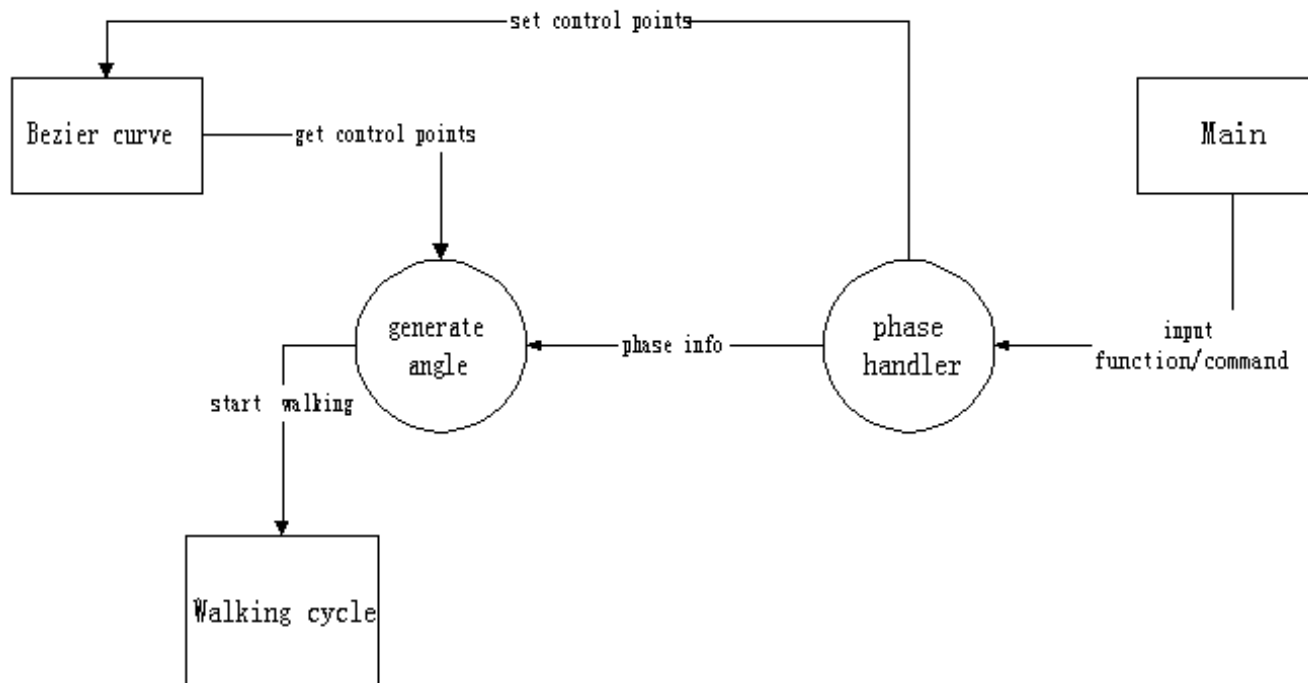 set control points
Bezier curve
get control points
Main
generate
angle
phase info
phase
handler
input
function/command
start walking
Walking cycle